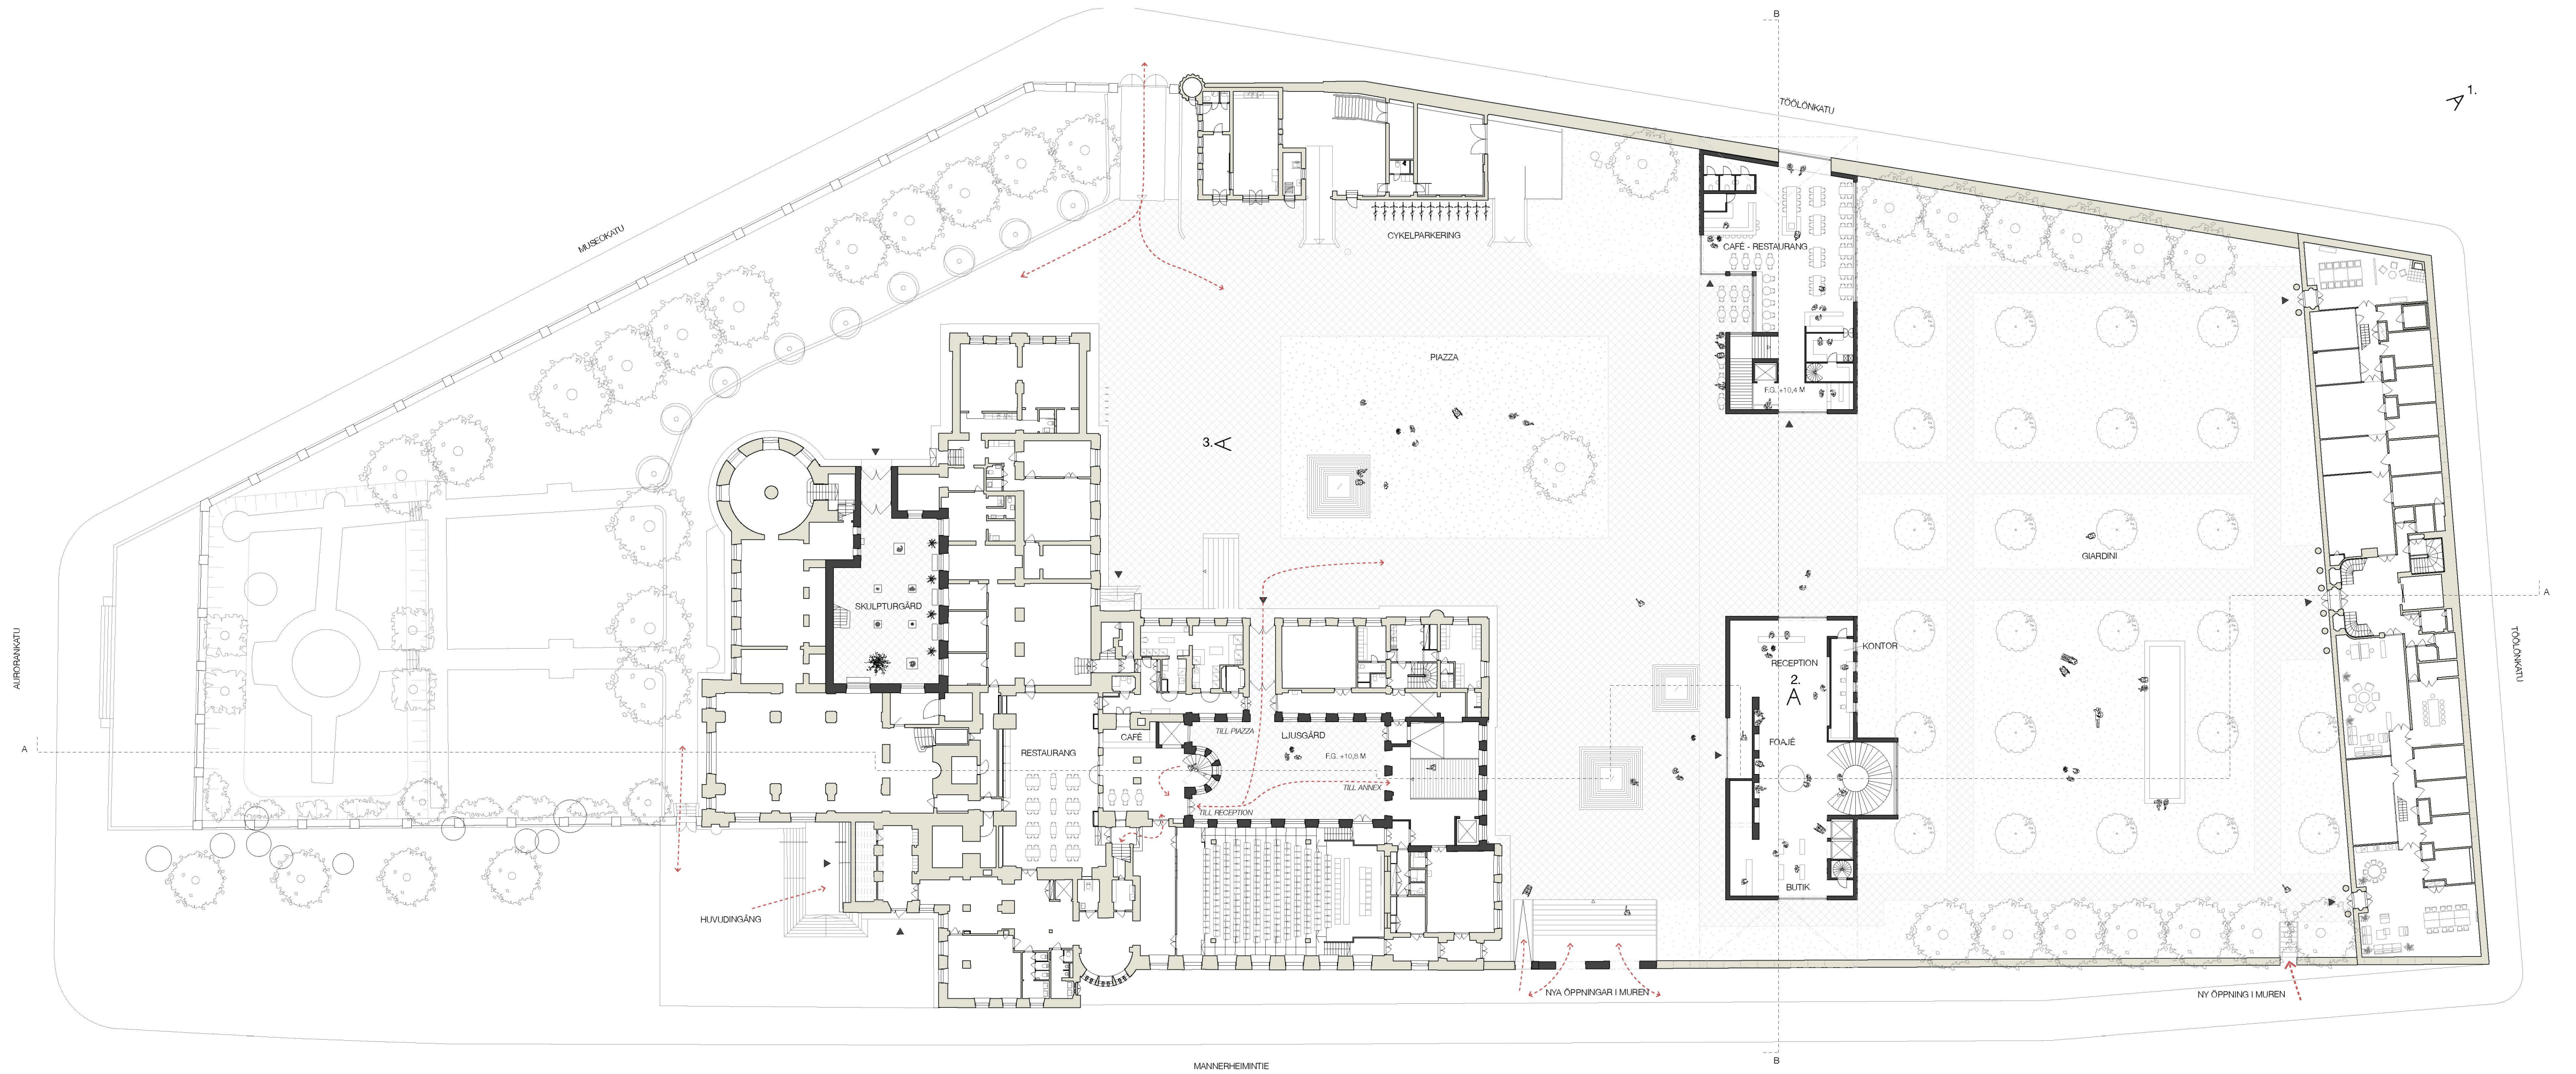 B
1.
A
TÖÖLÖNKATU
MUSEOKATU
CYKELPARKERING
CAFÉ - RESTAURANG
PIAZZA
F.G. +10,4 M
3. A
GIARDINI
SKULPTURGÅRD
A
AURORANKATU
TÖÖLÖNKATU
KONTOR
RECEPTION
2.
A
TILL PIAZZA
LJUSGÅRD
CAFÉ
FOAJÉ
A
RESTAURANG
F.G. +10,8 M
TILL ANNEX
TILL RECEPTION
BUTIK
HUVUDINGÅNG
NYA ÖPPNINGAR I MUREN
NY ÖPPNING I MUREN
B
MANNERHEIMINTIE